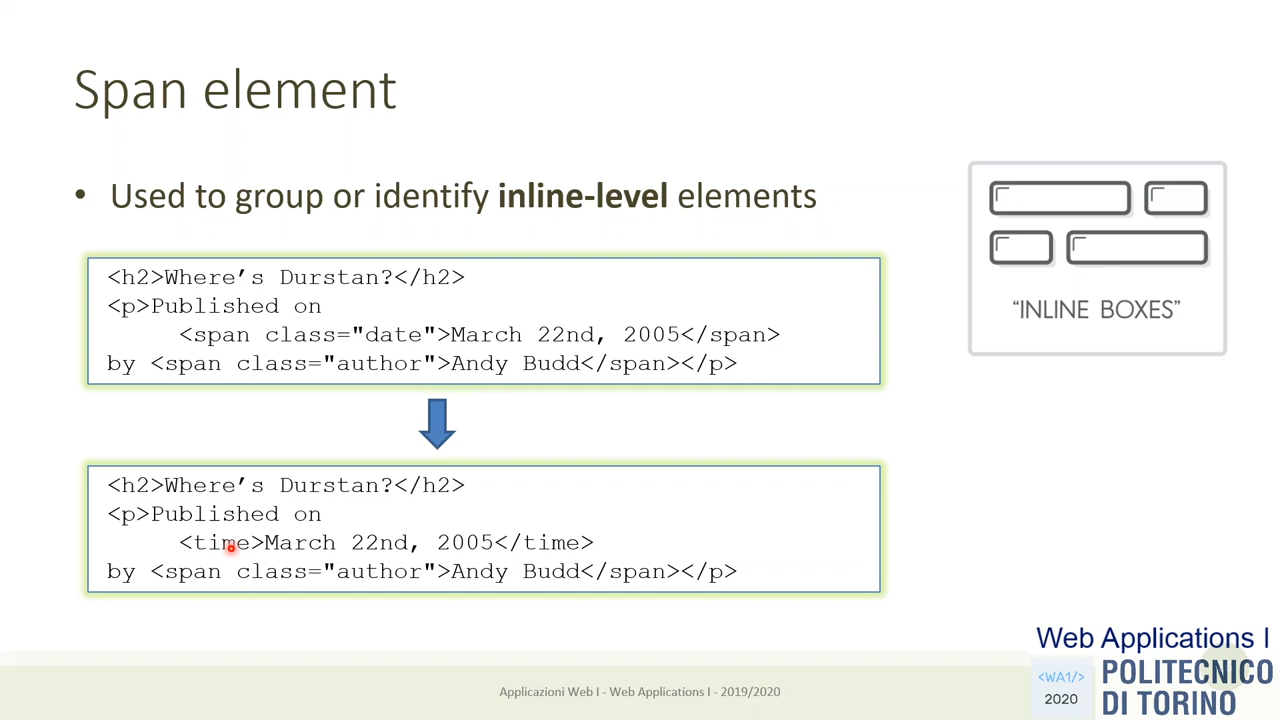 Span element
• Used to group or identify inline-level elements
<h2>Where’s Durstan?</h2>
<p>Published on
<span class="date">March 22nd, 2005</span>
by <span class="author">Andy Budd</span></p>
“INLINE BOXES”
<h2>Where’s Durstan?</h2>
<p>Published on
<time>March 22nd, 2005</time>
by <span class="author">Andy Budd</span></p>
Applicazioni Web I - Web Applications I - 2019/2020
Web Applications I
<WA1/>
2020
POLITECNICO
DI TORINO